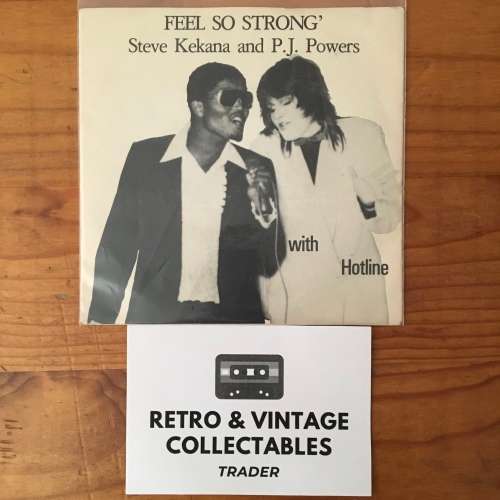 FEEL SO STRONG'
Steve Kekana and P.J. Powers
with
Hotline
RETRO & VINTAGE
COLLECTABLES
TRADER